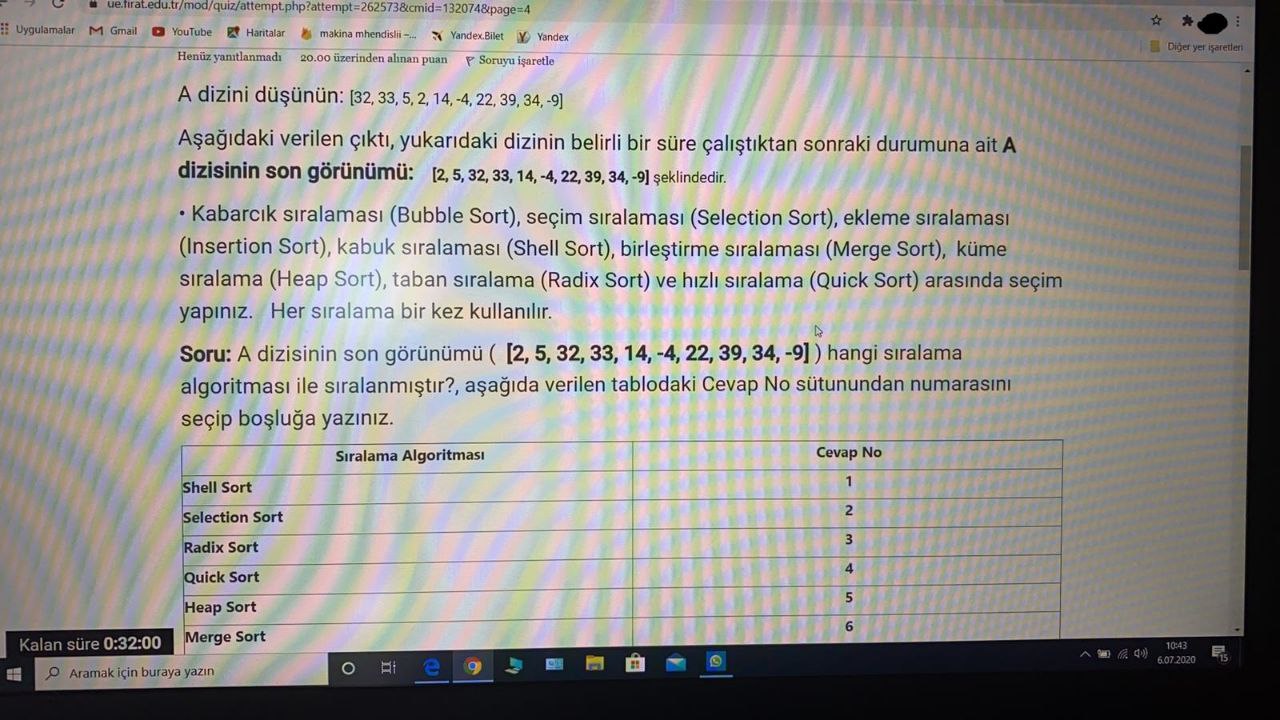 ue.firat.edu.tr/mod/quiz/attempt.php?attempt=262573&cmid=132074&page=4
Uygulamalar Gmail YouTube Haritalar makina mhendislii -... Yandex.Bilet Yandex Diğer yer işaretleri
Henüz yanıtlanmadı 20.00 üzerinden alınan puan Soruyu işaretle
A dizini düşünün: [32, 33, 5, 2, 14, -4, 22, 39, 34, -9]
Aşağıdaki verilen çıktı, yukarıdaki dizinin belirli bir süre çalıştıktan sonraki durumuna ait A
dizisinin son görünümü: [2, 5, 32, 33, 14, -4, 22, 39, 34, -9] şeklindedir.
• Kabarcık sıralaması (Bubble Sort), seçim sıralaması (Selection Sort), ekleme sıralaması
(Insertion Sort), kabuk sıralaması (Shell Sort), birleştirme sıralaması (Merge Sort), küme
sıralama (Heap Sort), taban sıralama (Radix Sort) ve hızlı sıralama (Quick Sort) arasında seçim
yapınız. Her sıralama bir kez kullanılır.
Soru: A dizisinin son görünümü ( [2, 5, 32, 33, 14, -4, 22, 39, 34, -9] ) hangi sıralama
algoritması ile sıralanmıştır?, aşağıda verilen tablodaki Cevap No sütunundan numarasını
seçip boşluğa yazınız.
Sıralama Algoritması Cevap No
Shell Sort 1
Selection Sort 2
Radix Sort 3
Quick Sort 4
Heap Sort 5
Merge Sort 6
Kalan süre 0:32:00
Aramak için buraya yazın
10:43
6.07.2020
15